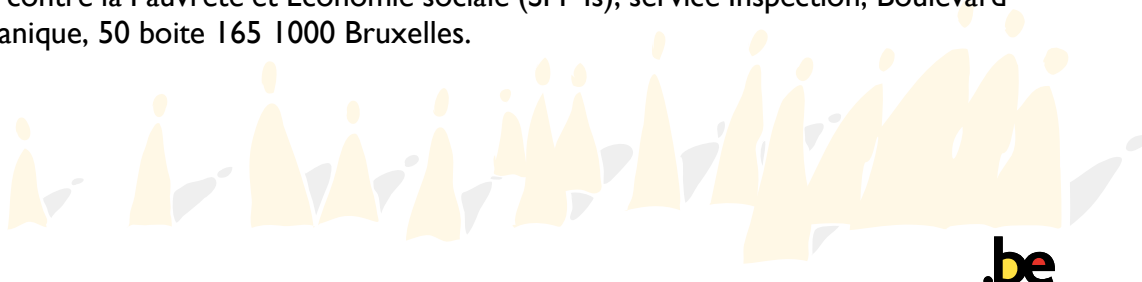 contre la Pauvreté et Economie sociale (SPP Is), service Inspection, Boulevard
anique, 50 boite 165 1000 Bruxelles.
.be